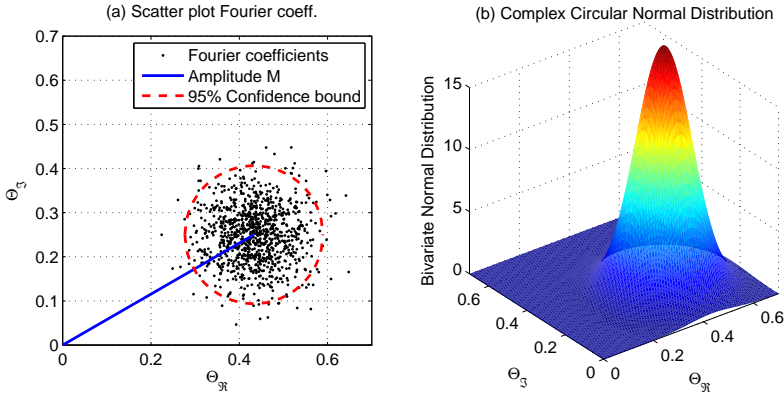 (a) Scatter plot Fourier coeff.
0.7
0.6
0.5
0.4
0.3
0.2
0.1
0
Θℑ
Fourier coefficients
Amplitude M
95% Confidence bound
0
0.2
0.4
0.6
Θℜ
(b) Complex Circular Normal Distribution
Bivariate Normal Distribution
15
10
5
0
0.6
0.4
0.2
0
Θℑ
0
0.2
0.4
0.6
Θℜ